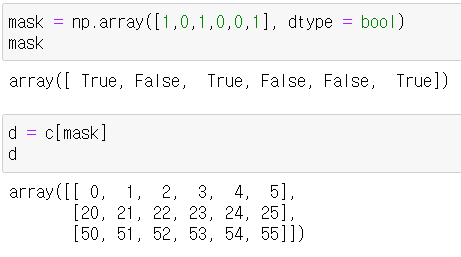 mask = np.array([1,0,1,0,0,1], dtype = bool)
mask
array([ True, False,  True, False, False,  True])
d = c[mask]
d
array([[ 0,  1,  2,  3,  4,  5],
       [20, 21, 22, 23, 24, 25],
       [50, 51, 52, 53, 54, 55]])